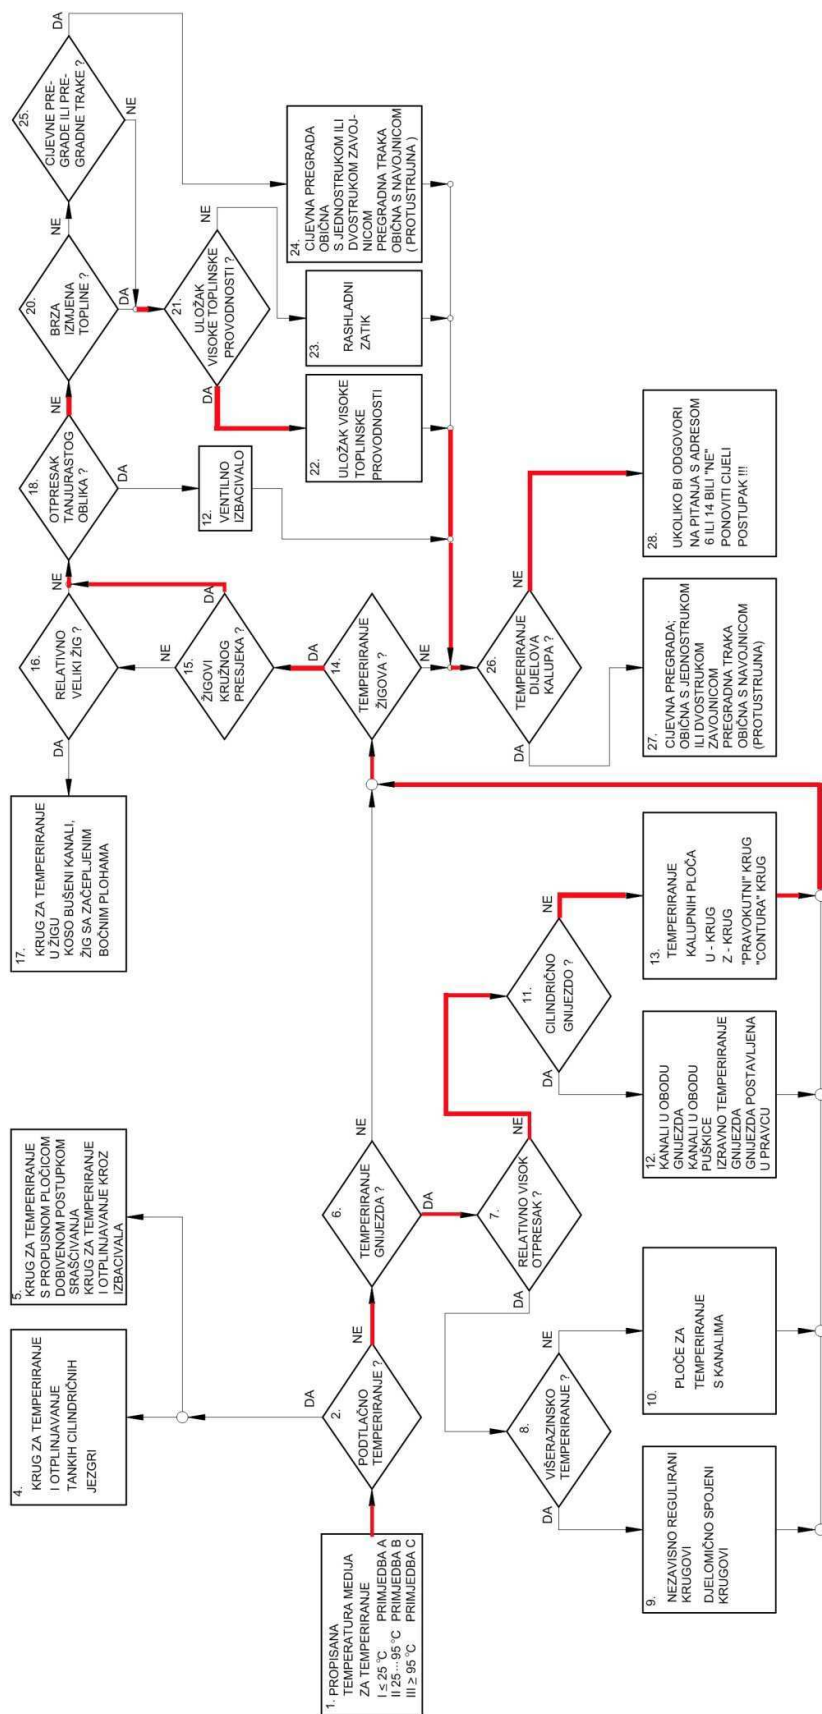 1. PROPISANA
TEMPERATURA MEDIJA
ZA TEMPERIRANJE
I ≤ 25 °C PRIMJEDBA A
II 25···95 °C PRIMJEDBA B
III ≥ 95 °C PRIMJEDBA C
2.
PODTLAČNO
TEMPERIRANJE ?
DA
NE
4.
KRUG ZA TEMPERIRANJE
I OTPLINJAVANJE
TANKIH CILINDRIČNIH
JEZGRI
5.
KRUG ZA TEMPERIRANJE
S PROPUSNOM PLOČICOM
DOBIVENOM POSTUPKOM
SRAŠĆIVANJA
KRUG ZA TEMPERIRANJE
I OTPLINJAVANJE KROZ
IZBACIVALA
6.
TEMPERIRANJE
GNIJEZDA ?
NE
DA
7.
RELATIVNO VISOK
OTPRESAK ?
DA
NE
8.
VIŠERAZINSKO
TEMPERIRANJE ?
DA
NE
9.
NEZAVISNO REGULIRANI
KRUGOVI
DJELOMIČNO SPOJENI
KRUGOVI
10.
PLOČE ZA
TEMPERIRANJE
S KANALIMA
11.
CILINDRIČNO
GNIJEZDO ?
DA
NE
12.
KANALI U OBODU
GNIJEZDA
KANALI U OBODU
PUŠKICE
IZRAVNO TEMPERIRANJE
GNIJEZDA
GNIJEZDA POSTAVLJENA
U PRAVCU
13.
TEMPERIRANJE
KALUPNIH PLOČA
U - KRUG
Z - KRUG
"PRAVOKUTNI" KRUG
"CONTURA" KRUG
14.
TEMPERIRANJE
ŽIGOVA ?
DA
NE
15.
ŽIGOVI
KRUŽNOG
PRESJEKA ?
NE
DA
16.
RELATIVNO
VELIKI ŽIG ?
DA
NE
17.
KRUG ZA TEMPERIRANJE
U ŽIGU
KOSO BUŠENI KANALI,
ŽIG SA ZAČEPLJENIM
BOČNIM PLOHAMA
18.
OTPRESAK
TANJURASTOG
OBLIKA ?
NE
DA
12.
VENTILNO
IZBACIVALO
20.
BRZA
IZMJENA
TOPLINE ?
NE
DA
21.
ULOŽAK
VISOKE TOPLINSKE
PROVODNOSTI ?
DA
NE
22.
ULOŽAK VISOKE
TOPLINSKE
PROVODNOSTI
23.
RASHLADNI
ZATIK
24.
CIJEVNA PREGRADA
OBIČNA
S JEDNOSTRUKOM ILI
DVOSTRUKOM ZAVOJ-
NICOM
PREGRADNA TRAKA
OBIČNA S NAVOJNICOM
( PROTUSTRUJNA )
25.
CIJEVNE PRE-
GRADE ILI PRE-
GRADNE TRAKE ?
DA
NE
26.
TEMPERIRANJE
DIJELOVA
KALUPA ?
DA
NE
27.
CIJEVNA PREGRADA;
OBIČNA S JEDNOSTRUKOM
ILI DVOSTRUKOM
ZAVOJNICOM
PREGRADNA TRAKA
OBIČNA S NAVOJNICOM
(PROTUSTRUJNA)
28.
UKOLIKO BI ODGOVORI
NA PITANJA S ADRESOM
6 ILI 14 BILI "NE"
PONOVITI CIJELI
POSTUPAK !!!